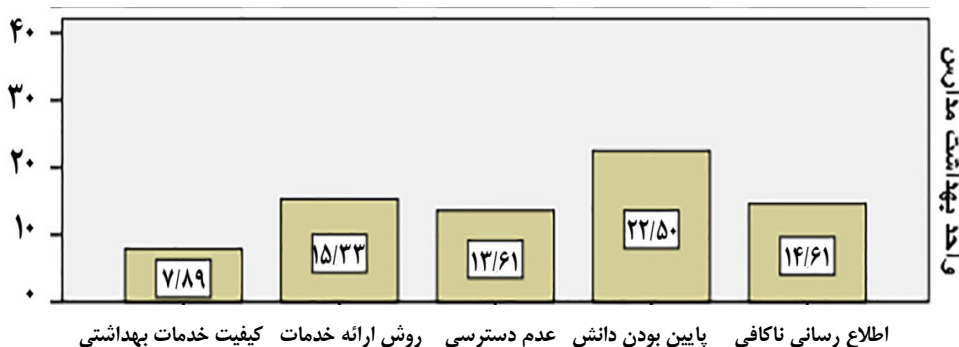 ۴۰
۳۰
۲۰
۱۰
۰
واحد بهداشت مدارس
۷/۸۹
۱۵/۳۳
۱۳/۶۱
۲۲/۵۰
۱۴/۶۱
کیفیت خدمات بهداشتی
روش ارائه خدمات
عدم دسترسی
پایین بودن دانش
اطلاع رسانی ناکافی